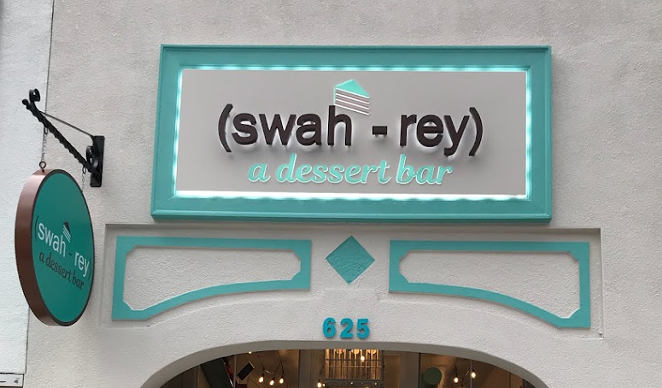 (swah - rey)
a dessert bar
(swah - rey
a dessert bar
625